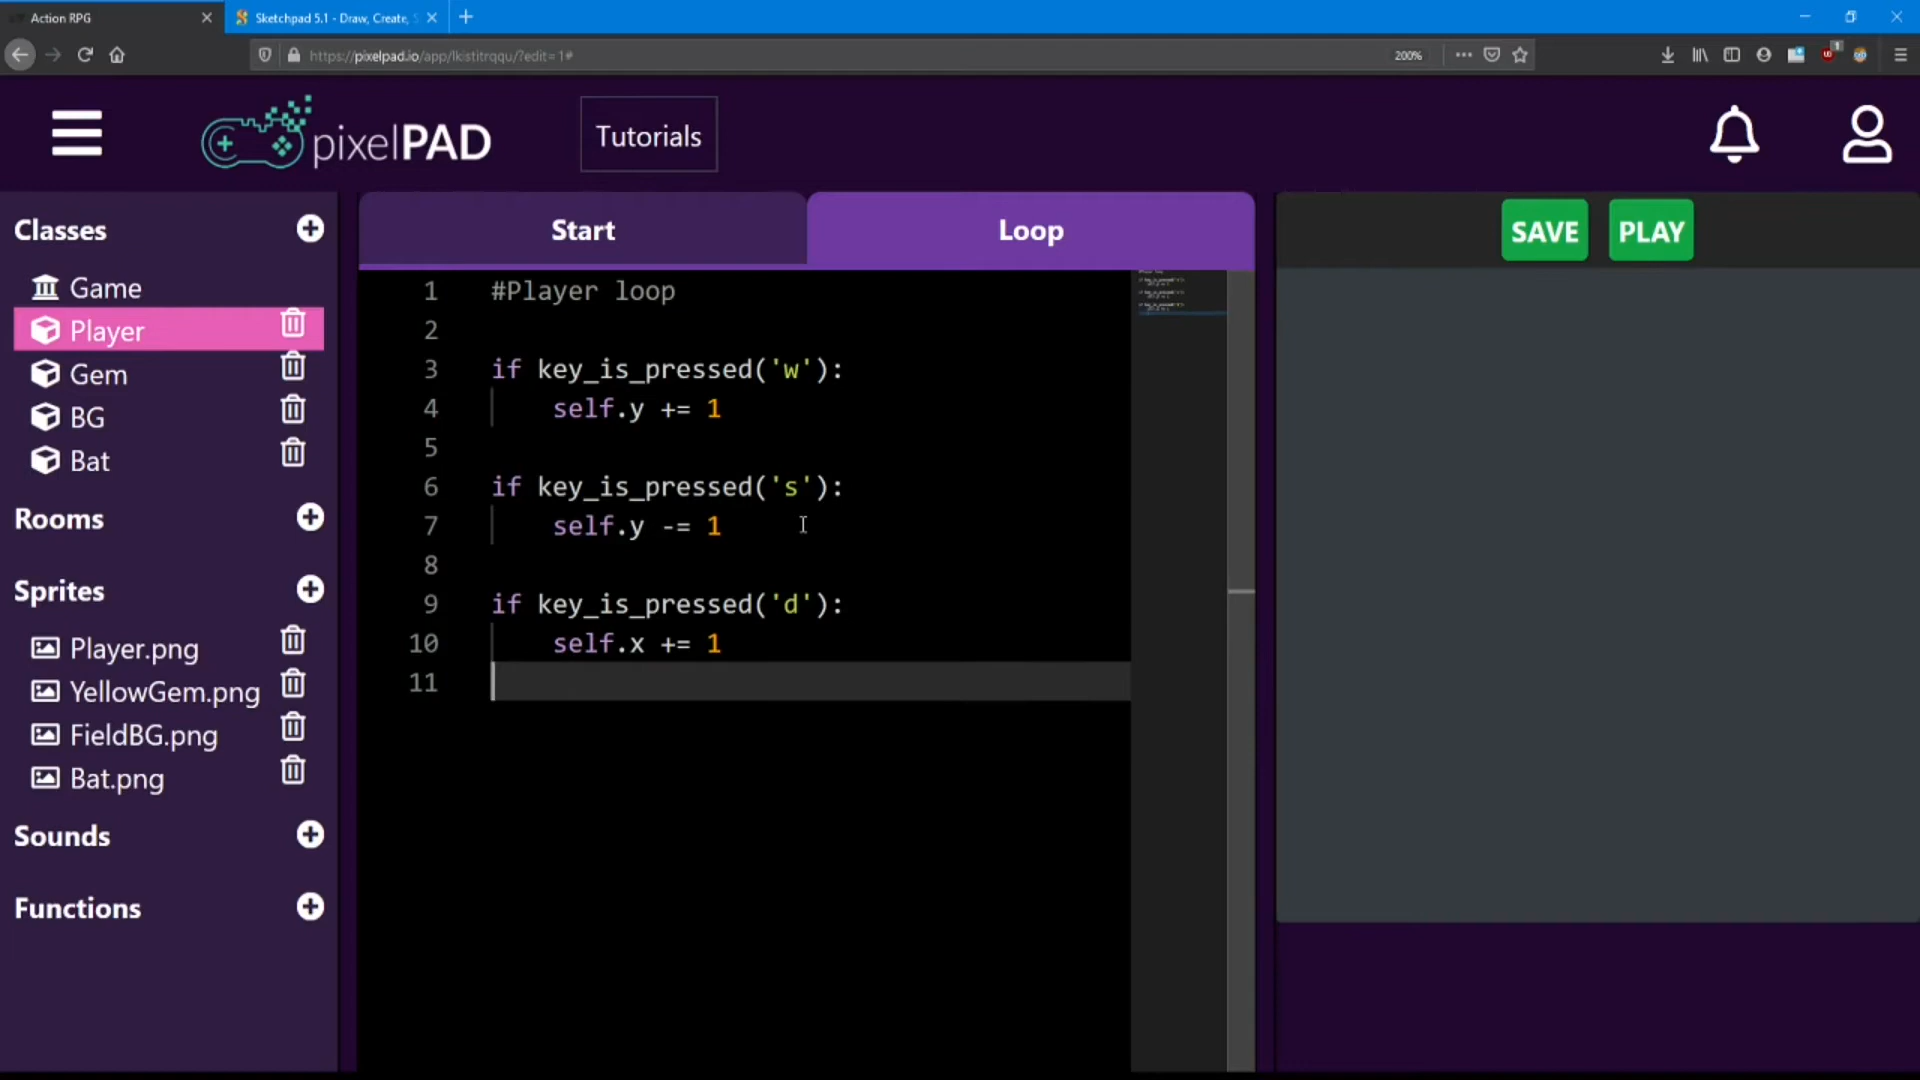 Action RPG
Sketchpad 5.1 - Draw, Create,
https://pixelpad.io/app/lkistitrqqu/?edit=1#
200%
pixelPAD
Tutorials
Classes
Game
Player
Gem
BG
Bat
Rooms
Sprites
Player.png
YellowGem.png
FieldBG.png
Bat.png
Sounds
Functions
Start
Loop
1 #Player loop
2
3 if key_is_pressed('w'):
4 self.y += 1
5
6 if key_is_pressed('s'):
7 self.y -= 1
8
9 if key_is_pressed('d'):
10 self.x += 1
11
SAVE
PLAY